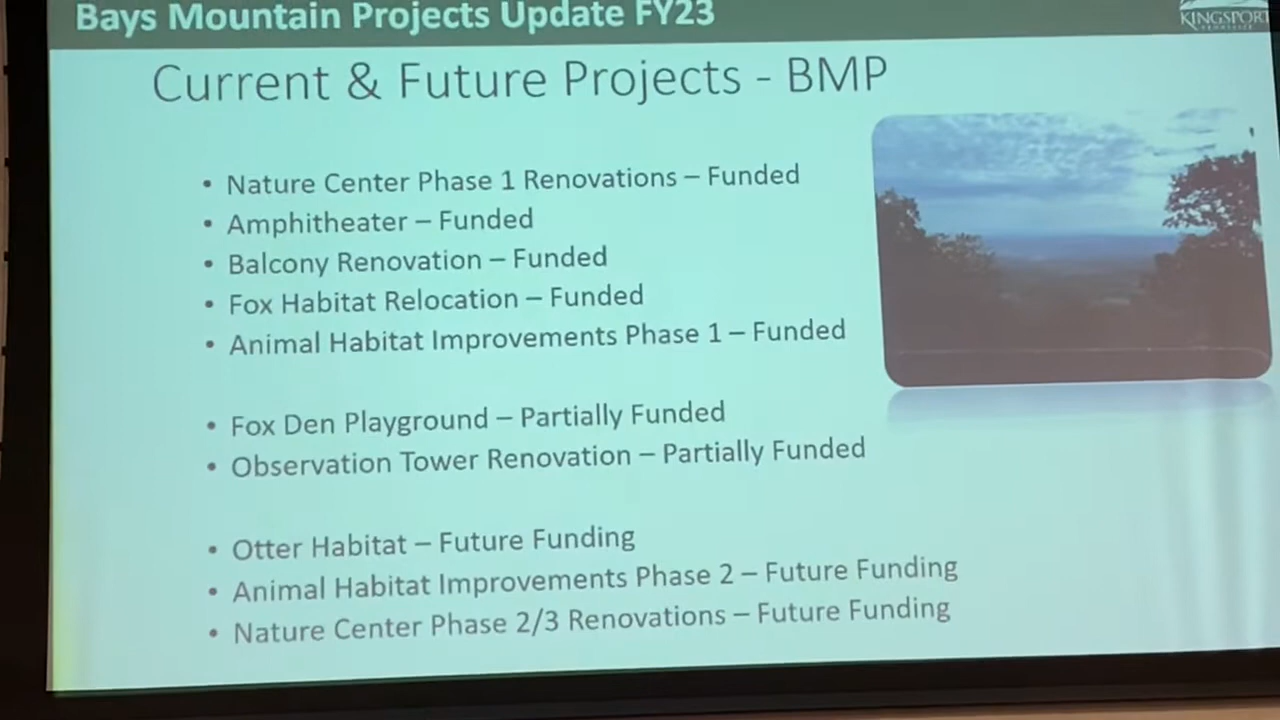 Bays Mountain Projects Update FY23
KINGSPORT
Current & Future Projects - BMP
• Nature Center Phase 1 Renovations – Funded
• Amphitheater – Funded
• Balcony Renovation – Funded
• Fox Habitat Relocation – Funded
• Animal Habitat Improvements Phase 1 – Funded
• Fox Den Playground – Partially Funded
• Observation Tower Renovation – Partially Funded
• Otter Habitat – Future Funding
• Animal Habitat Improvements Phase 2 – Future Funding
• Nature Center Phase 2/3 Renovations – Future Funding